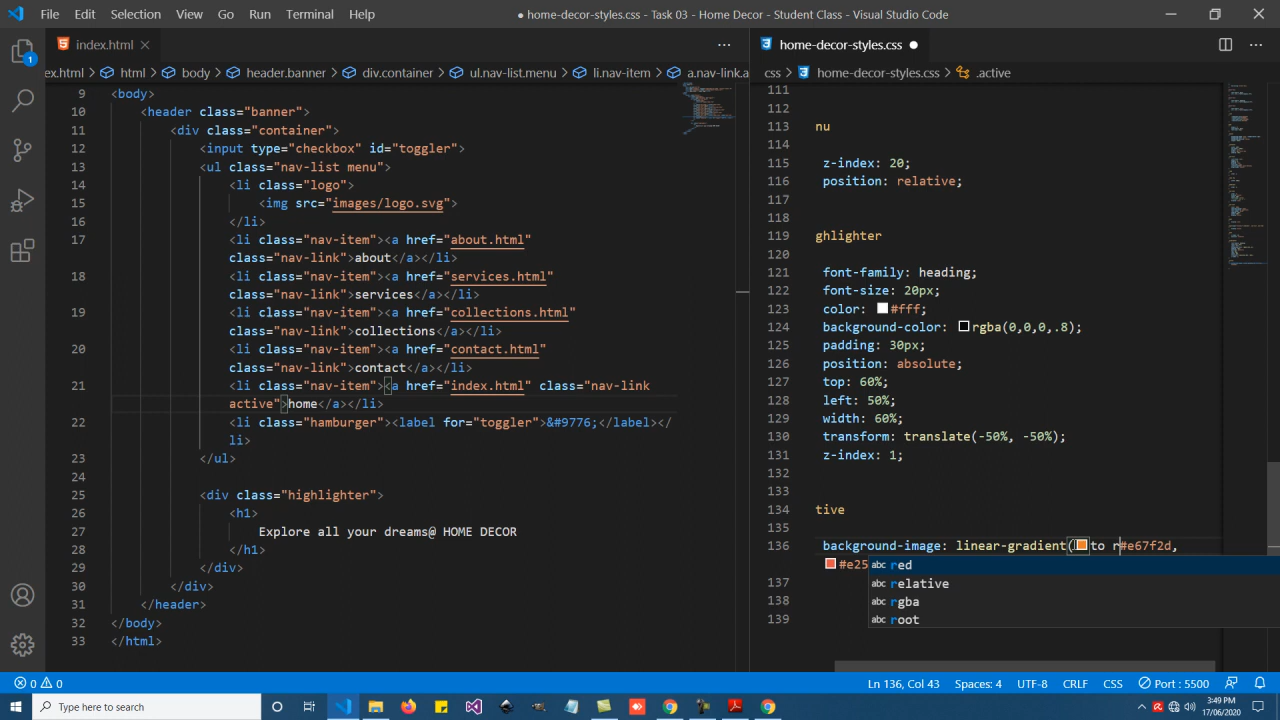 File Edit Selection View Go Run Terminal Help
● home-decor-styles.css - Task 03 - Home Decor - Student Class - Visual Studio Code
1
index.html
home-decor-styles.css
ex.html > html > body > header.banner > div.container > ul.nav-list.menu > li.nav-item > a.nav-link.a
css > home-decor-styles.css > .active
9 <body>
10 <header class="banner">
11 <div class="container">
12 <input type="checkbox" id="toggler">
13 <ul class="nav-list menu">
14 <li class="logo">
15 <img src="images/logo.svg">
16 </li>
17 <li class="nav-item"><a href="about.html"
class="nav-link">about</a></li>
18 <li class="nav-item"><a href="services.html"
class="nav-link">services</a></li>
19 <li class="nav-item"><a href="collections.html"
class="nav-link">collections</a></li>
20 <li class="nav-item"><a href="contact.html"
class="nav-link">contact</a></li>
21 <li class="nav-item"><a href="index.html" class="nav-link
active">home</a></li>
22 <li class="hamburger"><label for="toggler">&#9776;</label></
li>
23 </ul>
24
25 <div class="highlighter">
26 <h1>
27 Explore all your dreams@ HOME DECOR
28 </h1>
29 </div>
30 </div>
31 </header>
32 </body>
33 </html>
111
112
113 nu
114
115 z-index: 20;
116 position: relative;
117
118
119 ghlighter
120
121 font-family: heading;
122 font-size: 20px;
123 color: #fff;
124 background-color: rgba(0,0,0,.8);
125 padding: 30px;
126 position: absolute;
127 top: 60%;
128 left: 50%;
129 width: 60%;
130 transform: translate(-50%, -50%);
131 z-index: 1;
132
133
134 tive
135
136 background-image: linear-gradient(to r#e67f2d,
#e25
137
138
139
abc red
abc relative
abc rgba
abc root
0 0
Ln 136, Col 43 Spaces: 4 UTF-8 CRLF CSS Port : 5500
Type here to search
3:49 PM
17/06/2020